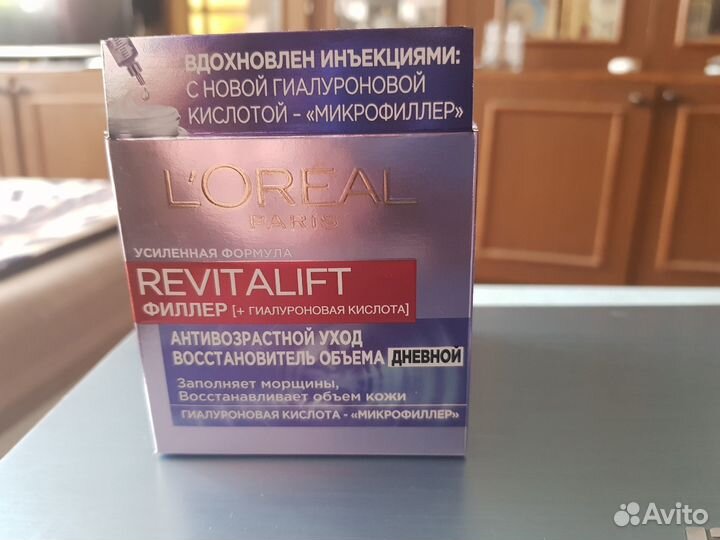 ВДОХНОВЛЕН ИНЪЕКЦИЯМИ:
С НОВОЙ ГИАЛУРОНОВОЙ
КИСЛОТОЙ – «МИКРОФИЛЛЕР»
L'ORÉAL
PARIS
УСИЛЕННАЯ ФОРМУЛА
REVITALIFT
ФИЛЛЕР [+ ГИАЛУРОНОВАЯ КИСЛОТА]
АНТИВОЗРАСТНОЙ УХОД
ВОССТАНОВИТЕЛЬ ОБЪЕМА ДНЕВНОЙ
Заполняет морщины,
Восстанавливает объем кожи
ГИАЛУРОНОВАЯ КИСЛОТА – «МИКРОФИЛЛЕР»
Avito